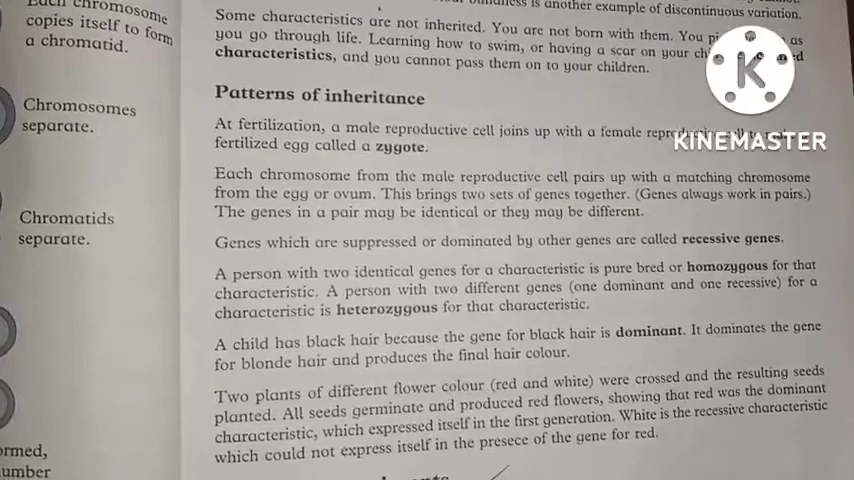 Each chromosome
copies itself to form
a chromatid.
Chromosomes
separate.
Chromatids
separate.
ormed,
umber
is another example of discontinuous variation.
Some characteristics are not inherited. You are not born with them. You as
you go through life. Learning how to swim, or having a scar on your
characteristics, and you cannot pass them on to your children.
Patterns of inheritance
At fertilization, a male reproductive cell joins up with a female
fertilized egg called a zygote.
Each chromosome from the male reproductive cell pairs up with a matching chromosome
from the egg or ovum. This brings two sets of genes together. (Genes always work in pairs.)
The genes in a pair may be identical or they may be different.
Genes which are suppressed or dominated by other genes are called recessive genes.
A person with two identical genes for a characteristic is pure bred or homozygous for that
characteristic. A person with two different genes (one dominant and one recessive) for a
characteristic is heterozygous for that characteristic.
A child has black hair because the gene for black hair is dominant. It dominates the gene
for blonde hair and produces the final hair colour.
Two plants of different flower colour (red and white) were crossed and the resulting seeds
planted. All seeds germinate and produced red flowers, showing that red was the dominant
characteristic, which expressed itself in the first generation. White is the recessive characteristic
which could not express itself in the presece of the gene for red.
K
KINEMASTER